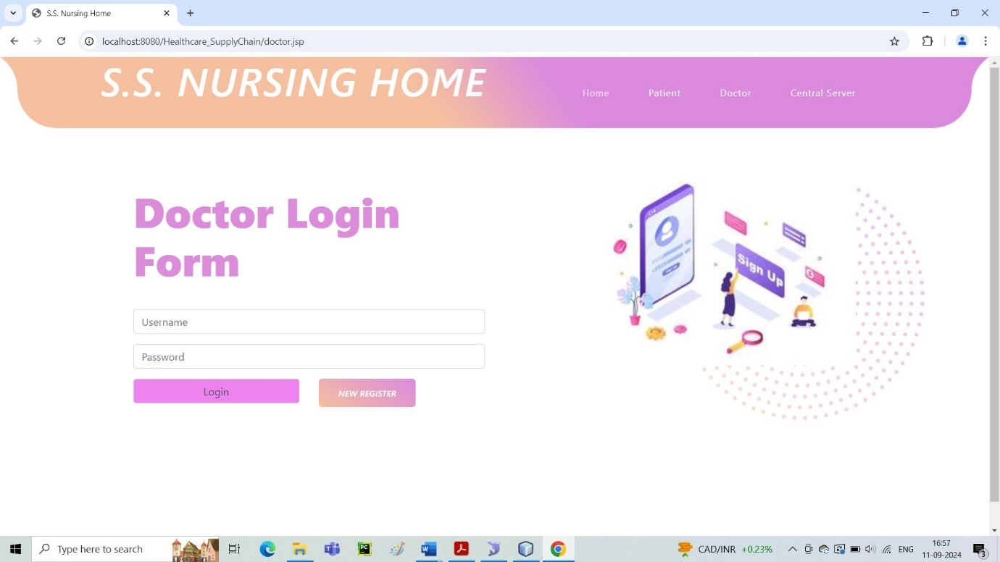 S.S. Nursing Home
localhost:8080/Healthcare_SupplyChain/doctor.jsp
S.S. NURSING HOME
Home Patient Doctor Central Server
Doctor Login
Form
Sign Up
Username
Password
Login
NEW REGISTER
Type here to search
PC
W
CAD/INR +0.23%
ENG
16:57
11-09-2024
3